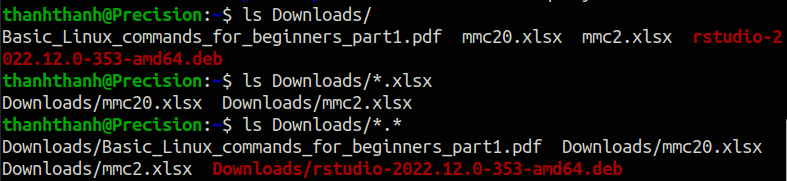 thanhthanh@Precision:~$ ls Downloads/
Basic_Linux_commands_for_beginners_part1.pdf  mmc20.xlsx  mmc2.xlsx  rstudio-2
022.12.0-353-amd64.deb
thanhthanh@Precision:~$ ls Downloads/*.xlsx
Downloads/mmc20.xlsx  Downloads/mmc2.xlsx
thanhthanh@Precision:~$ ls Downloads/*.*
Downloads/Basic_Linux_commands_for_beginners_part1.pdf  Downloads/mmc20.xlsx
Downloads/mmc2.xlsx  Downloads/rstudio-2022.12.0-353-amd64.deb